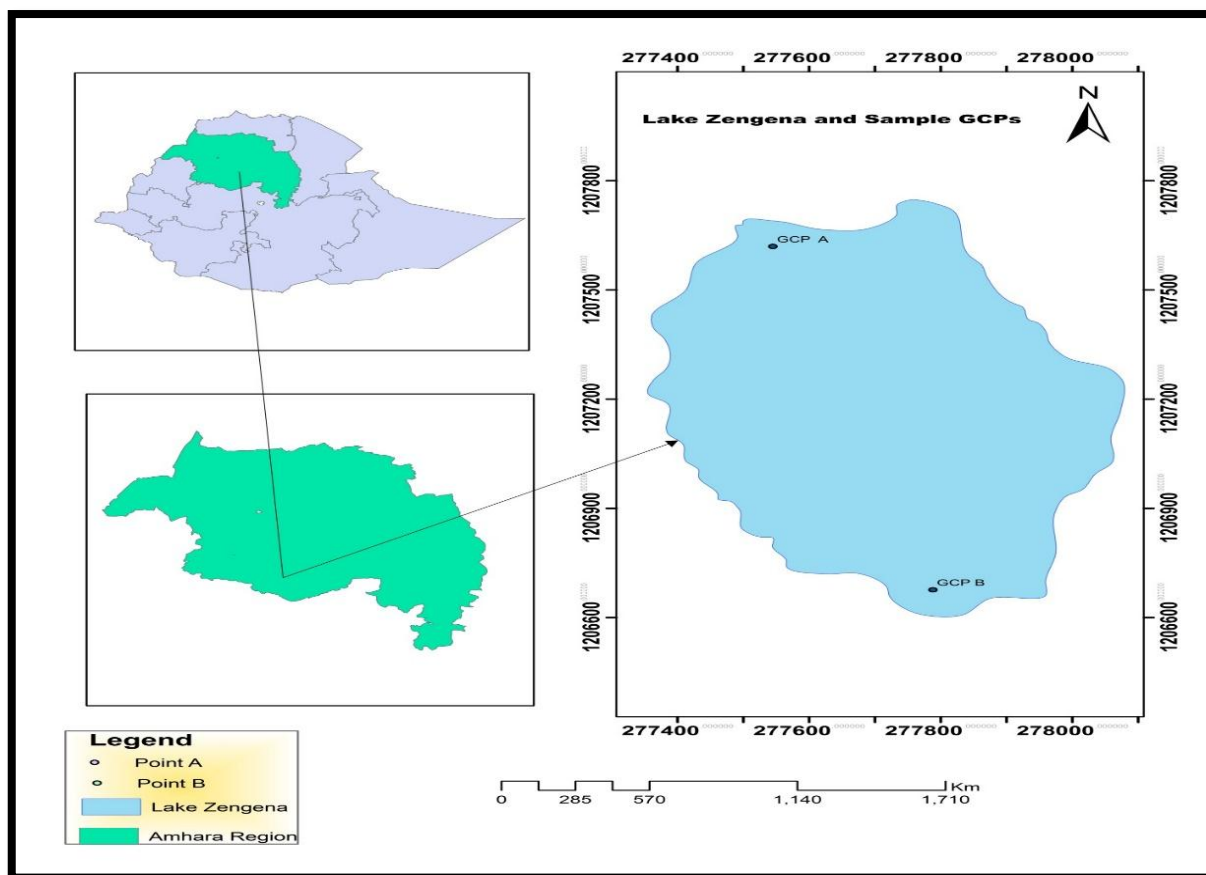 277400 277600 277800 278000
Lake Zengena and Sample GCPs
N
1207800 1207800
GCP A
1207500 1207500
1207200 1207200
1206900 1206900
GCP B
1206600 1206600
277400 277600 277800 278000
Legend
Point A
Point B
Lake Zengena
Amhara Region
Km
0 285 570 1,140 1,710